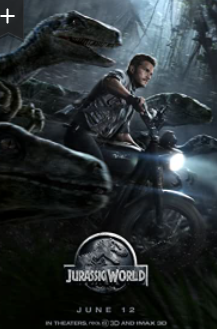 JURASSIC WORLD
JUNE 12
IN THEATERS, 3D AND IMAX 3D